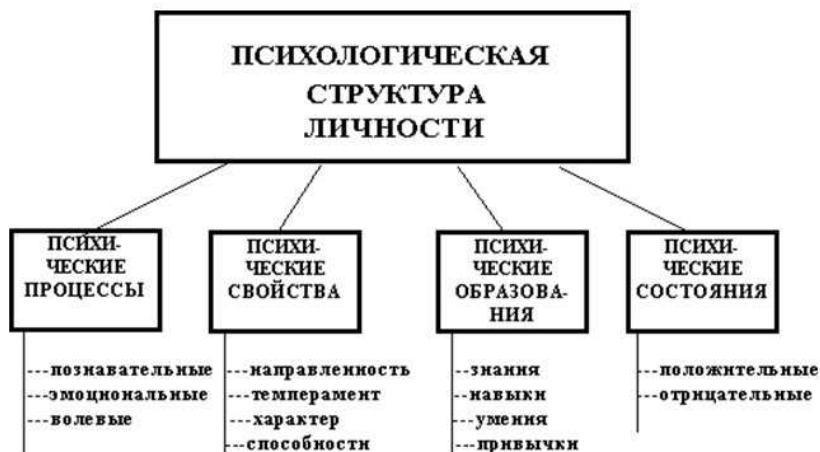 ПСИХОЛОГИЧЕСКАЯ
СТРУКТУРА
ЛИЧНОСТИ
ПСИХИ-
ЧЕСКИЕ
ПРОЦЕССЫ
---познавательные
---эмоциональные
---волевые
ПСИХИ-
ЧЕСКИЕ
СВОЙСТВА
---направленность
---темперамент
---характер
---способности
ПСИХИ-
ЧЕСКИЕ
ОБРАЗОВА-
НИЯ
---знания
---навыки
---умения
---привычки
ПСИХИ-
ЧЕСКИЕ
СОСТОЯНИЯ
---положительные
---отрицательные